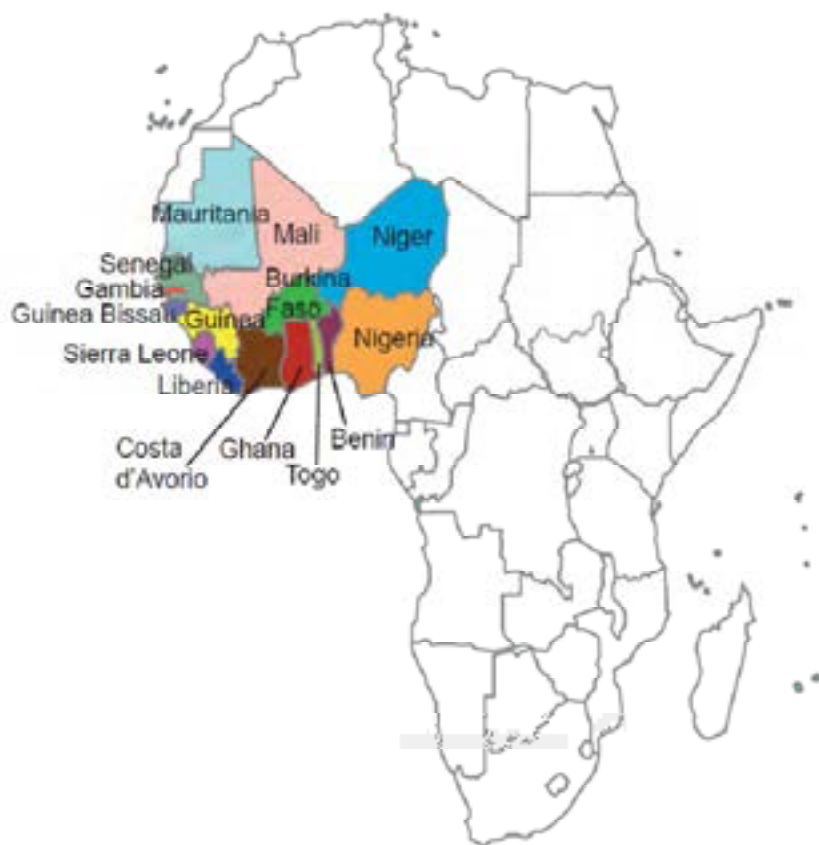 Mauritania
Mali
Niger
Senegal
Gambia
Burkina
Faso
Guinea Bissau
Guinea
Nigeria
Sierra Leone
Liberia
Costa
d'Avorio
Ghana
Togo
Benin